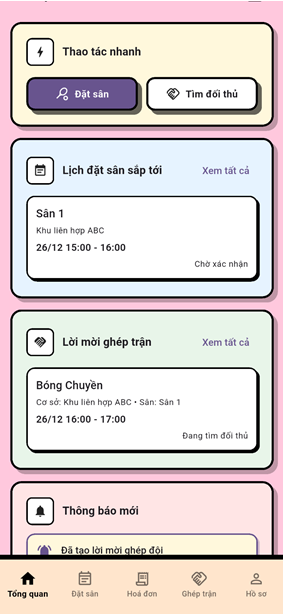 Thao tác nhanh
Đặt sân
Tìm đối thủ
Lịch đặt sân sắp tới
Xem tất cả
Sân 1
Khu liên hợp ABC
26/12 15:00 - 16:00
Chờ xác nhận
Lời mời ghép trận
Xem tất cả
Bóng Chuyền
Cơ sở: Khu liên hợp ABC • Sân: Sân 1
26/12 16:00 - 17:00
Đang tìm đối thủ
Thông báo mới
Đã tạo lời mời ghép đội
Tổng quan
Đặt sân
Hoá đơn
Ghép trận
Hồ sơ